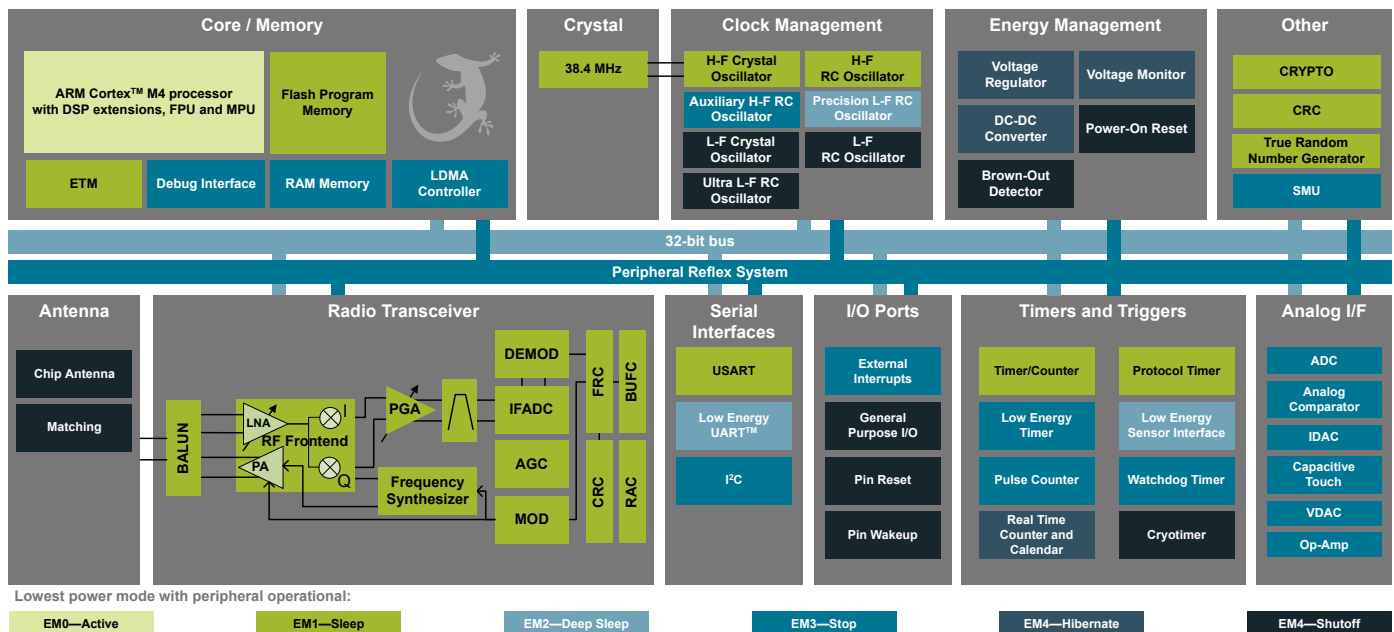 Core / Memory
ARM Cortex™ M4 processor
with DSP extensions, FPU and MPU
Flash Program
Memory
ETM
Debug Interface
RAM Memory
LDMA
Controller
Crystal
38.4 MHz
Clock Management
H-F Crystal
Oscillator
H-F
RC Oscillator
Auxiliary H-F RC
Oscillator
Precision L-F RC
Oscillator
L-F Crystal
Oscillator
L-F
RC Oscillator
Ultra L-F RC
Oscillator
Energy Management
Voltage
Regulator
Voltage Monitor
DC-DC
Converter
Power-On Reset
Brown-Out
Detector
Other
CRYPTO
CRC
True Random
Number Generator
SMU
32-bit bus
Peripheral Reflex System
Antenna
Chip Antenna
Matching
Radio Transceiver
BALUN
LNA
RF Frontend
PA
I
Q
PGA
Frequency
Synthesizer
DEMOD
IFADC
AGC
MOD
FRC
BUFC
CRC
RAC
Serial
Interfaces
USART
Low Energy
UART™
I²C
I/O Ports
External
Interrupts
General
Purpose I/O
Pin Reset
Pin Wakeup
Timers and Triggers
Timer/Counter
Protocol Timer
Low Energy
Timer
Low Energy
Sensor Interface
Pulse Counter
Watchdog Timer
Real Time
Counter and
Calendar
Cryotimer
Analog I/F
ADC
Analog
Comparator
IDAC
Capacitive
Touch
VDAC
Op-Amp
Lowest power mode with peripheral operational:
EM0—Active
EM1—Sleep
EM2—Deep Sleep
EM3—Stop
EM4—Hibernate
EM4—Shutoff